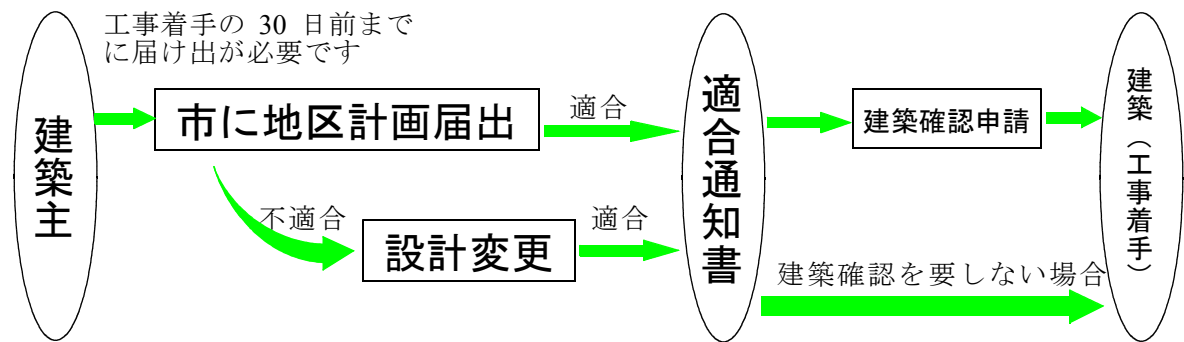 工事着手の 30 日前まで
に届け出が必要です
建築主
市に地区計画届出
適合
不適合
設計変更
適合
適合通知書
建築確認申請
建築確認を要しない場合
建築（工事着手）